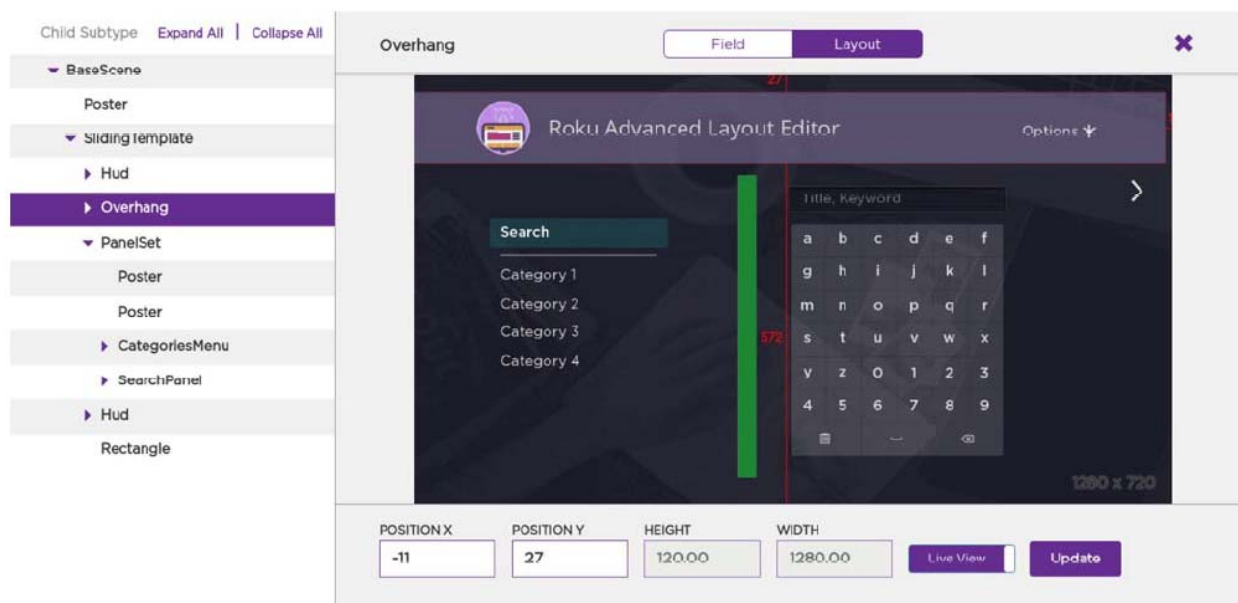 Child Subtype Expand All | Collapse All
BaseScene
Poster
SlidingTemplate
Hud
Overhang
PanelSet
Poster
Poster
CategoriesMenu
SearchPanel
Hud
Rectangle
Overhang Field Layout
27
Roku Advanced Layout Editor Options
Title, Keyword
Search
Category 1
Category 2
Category 3
Category 4
572
a b c d e f
g h i j k l
m n o p q r
s t u v w x
y z 0 1 2 3
4 5 6 7 8 9
1280 x 720
POSITION X POSITION Y HEIGHT WIDTH
-11 27 120.00 1280.00 Live View Update